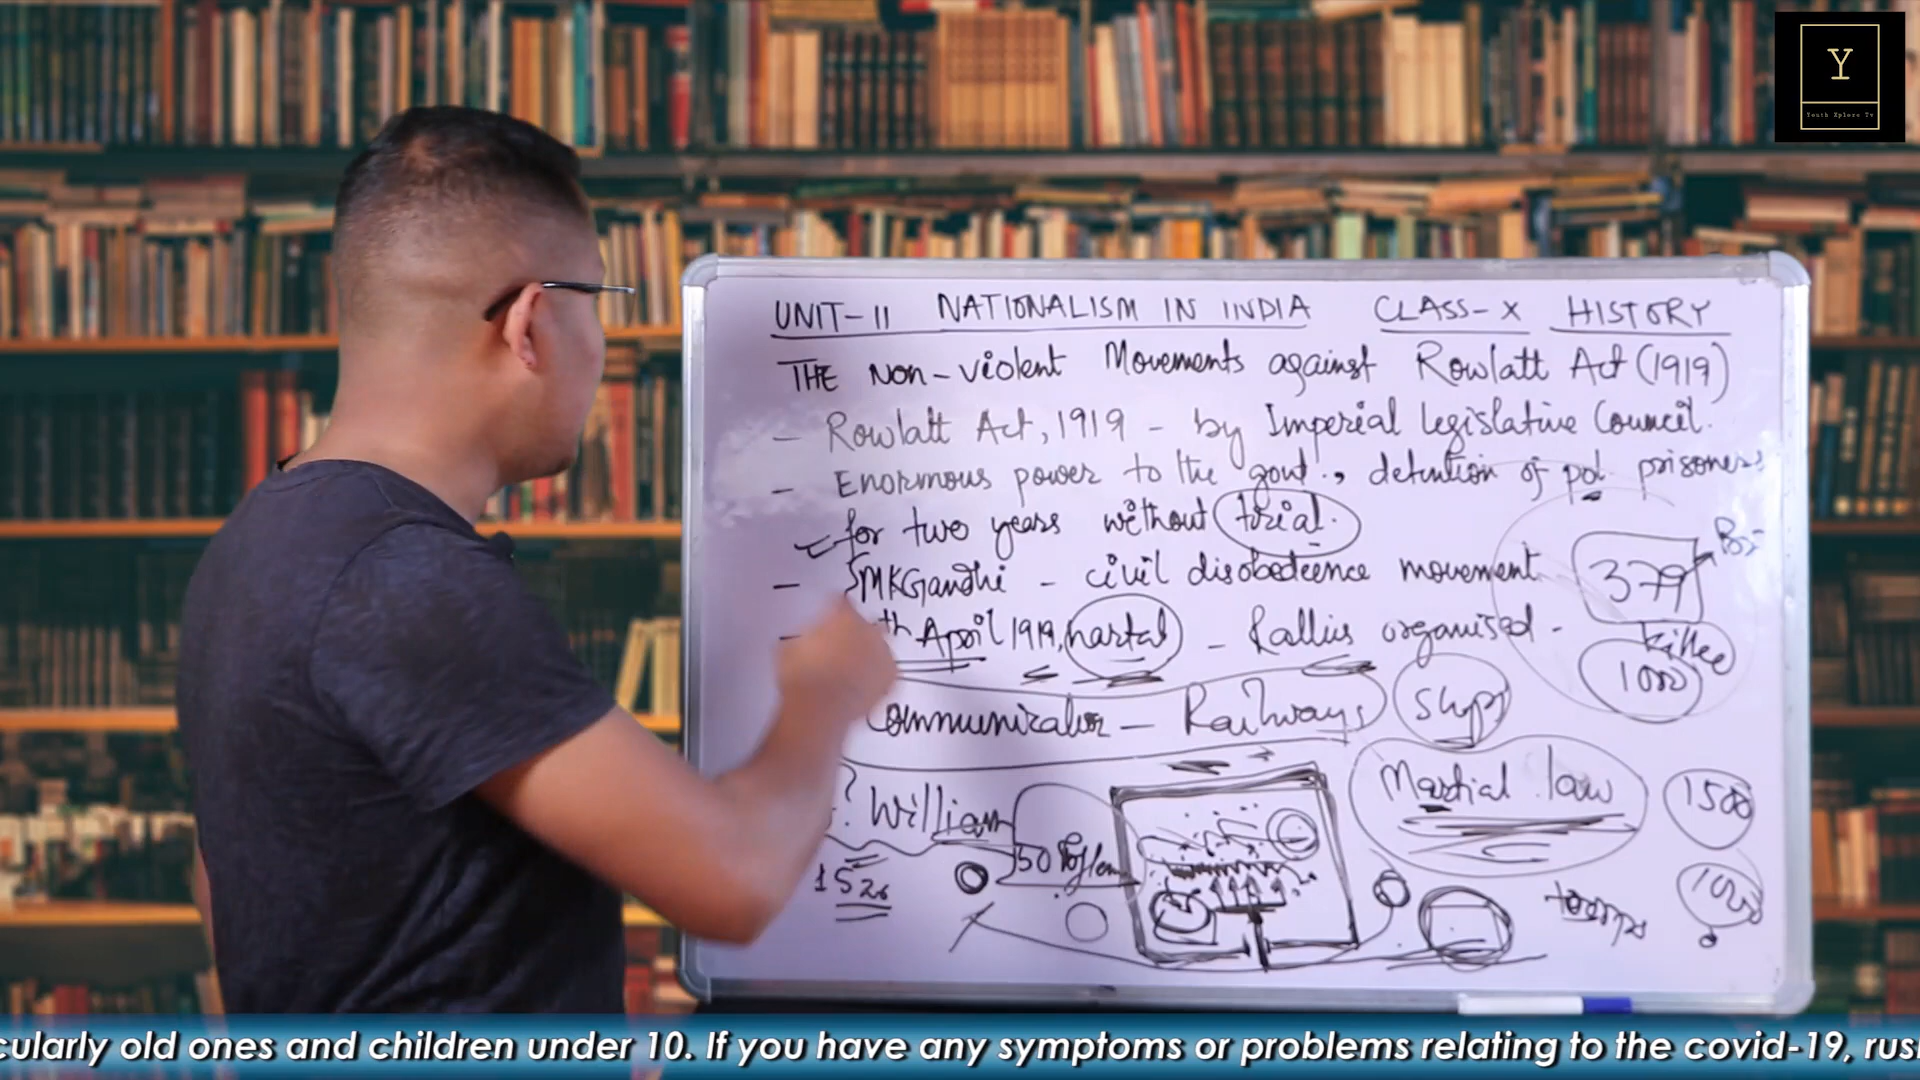 Y
Youth Xplore Tv
UNIT-II NATIONALISM IN INDIA CLASS-X HISTORY
THE Non-violent Movements against Rowlatt Act (1919)
- Rowlatt Act, 1919 - by Imperial legislative Council.
- Enormous power to the govt., detention of pol prisoners
for two years without trial.
- MKGandhi - civil disobedience movement
379
th April 1919, hartal - Rallies organised -
killed
1000
Communication - Railways
Shops
Martial law
1500
? William
50
1526
troops
cularly old ones and children under 10. If you have any symptoms or problems relating to the covid-19, rus